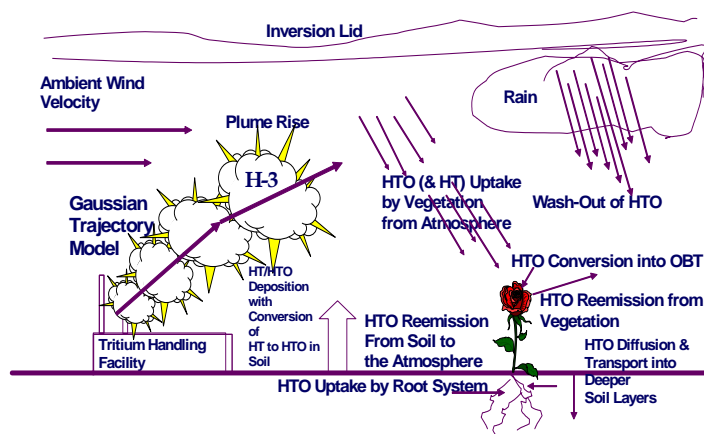 Inversion Lid
Ambient Wind
Velocity
Rain
Plume Rise
H-3
HTO (& HT) Uptake
by Vegetation
from Atmosphere
Wash-Out of HTO
Gaussian
Trajectory
Model
HTO Conversion into OBT
HT/HTO
Deposition
with
Conversion
of
HT to HTO in
Soil
HTO Reemission from
Vegetation
HTO Reemission
From Soil to
the Atmosphere
Tritium Handling
Facility
HTO Diffusion &
Transport into
Deeper
Soil Layers
HTO Uptake by Root System